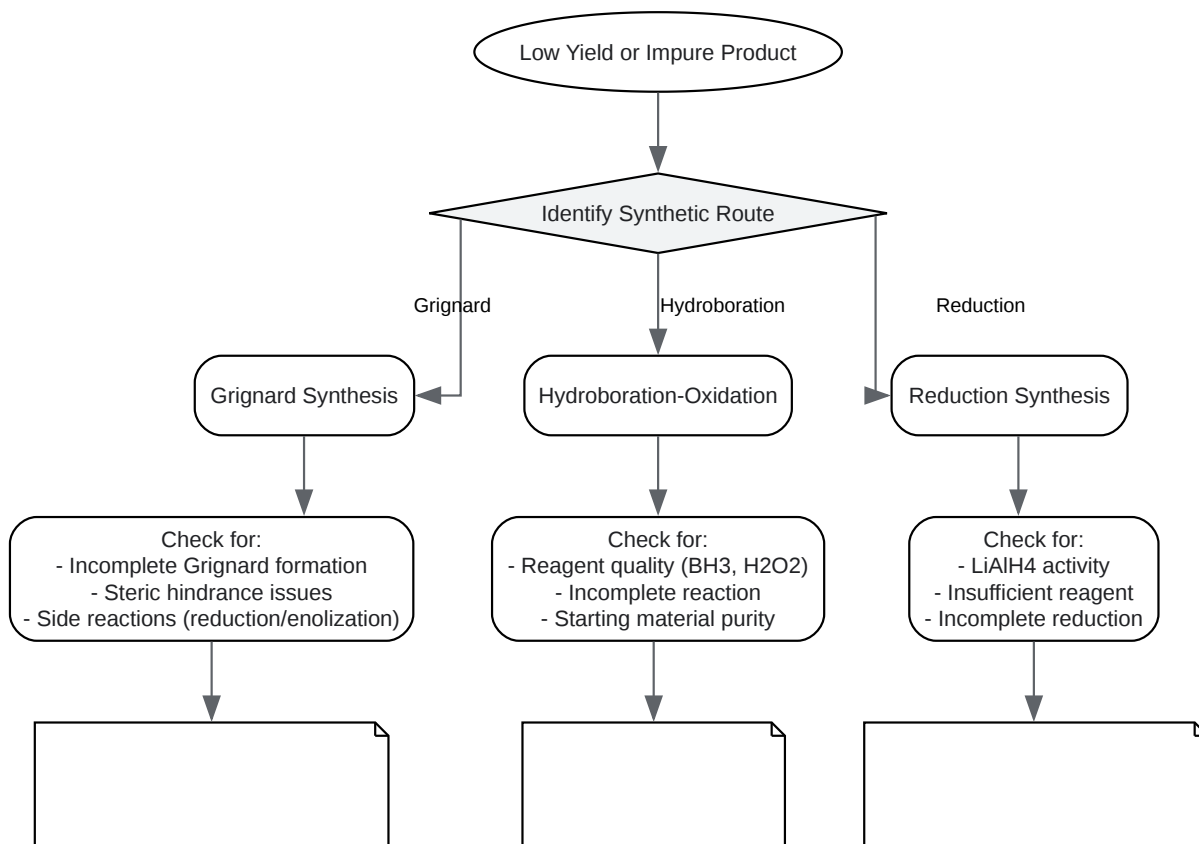 Low Yield or Impure Product
Identify Synthetic Route
Grignard
Hydroboration
Reduction
Grignard Synthesis
Hydroboration-Oxidation
Reduction Synthesis
Check for:
- Incomplete Grignard formation
- Steric hindrance issues
- Side reactions (reduction/enolization)
Check for:
- Reagent quality (BH3, H2O2)
- Incomplete reaction
- Starting material purity
Check for:
- LiAlH4 activity
- Insufficient reagent
- Incomplete reduction